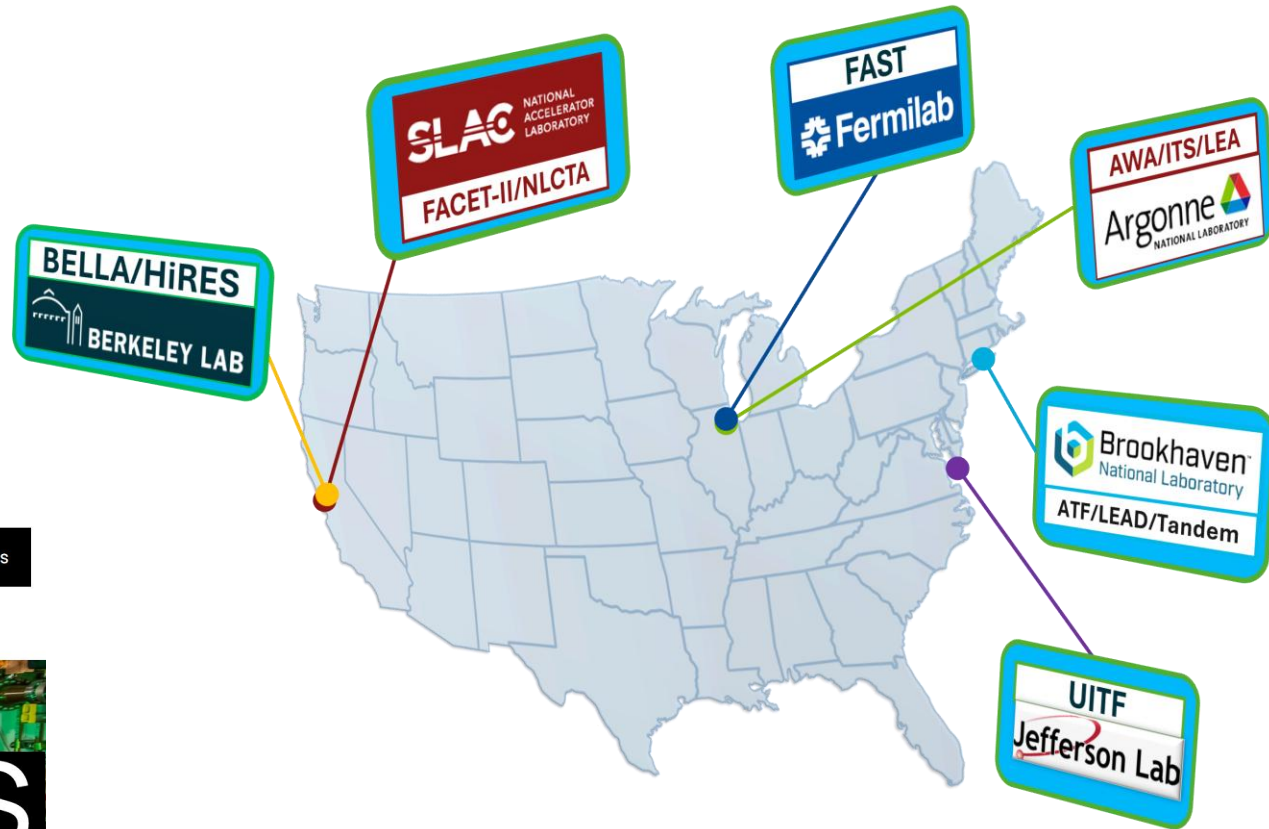 SLAC NATIONAL
ACCELERATOR
LABORATORY
FACET-II/NLCTA
FAST
Fermilab
AWA/ITS/LEA
Argonne
NATIONAL LABORATORY
BELLA/HiRES
BERKELEY LAB
Brookhaven™
National Laboratory
ATF/LEAD/Tandem
s
UITF
Jefferson Lab
S